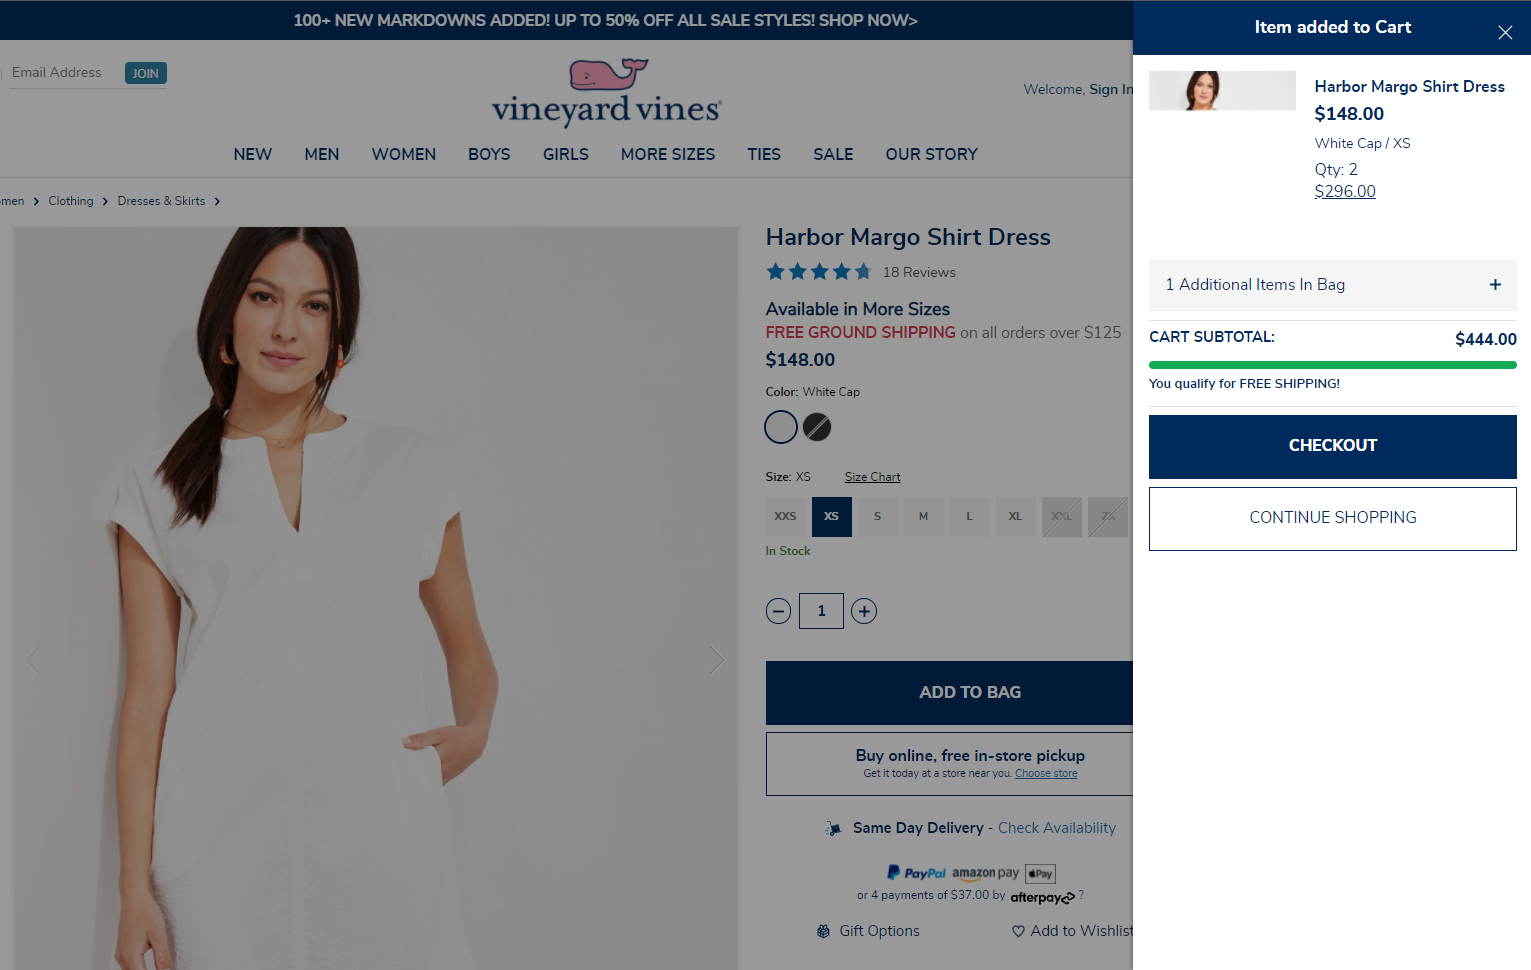 100+ NEW MARKDOWNS ADDED! UP TO 50% OFF ALL SALE STYLES! SHOP NOW>
Email Address
JOIN
vineyard vines®
Welcome, Sign In
NEW MEN WOMEN BOYS GIRLS MORE SIZES TIES SALE OUR STORY
men > Clothing > Dresses & Skirts >
Harbor Margo Shirt Dress
18 Reviews
Available in More Sizes
FREE GROUND SHIPPING on all orders over $125
$148.00
Color: White Cap
Size: XS Size Chart
XXS XS S M L XL XXL 2X
In Stock
1
ADD TO BAG
Buy online, free in-store pickup
Get it today at a store near you. Choose store
Same Day Delivery - Check Availability
PayPal amazon pay Pay
or 4 payments of $37.00 by afterpay ?
Gift Options Add to Wishlist
Item added to Cart
Harbor Margo Shirt Dress
$148.00
White Cap / XS
Qty: 2
$296.00
1 Additional Items In Bag +
CART SUBTOTAL: $444.00
You qualify for FREE SHIPPING!
CHECKOUT
CONTINUE SHOPPING